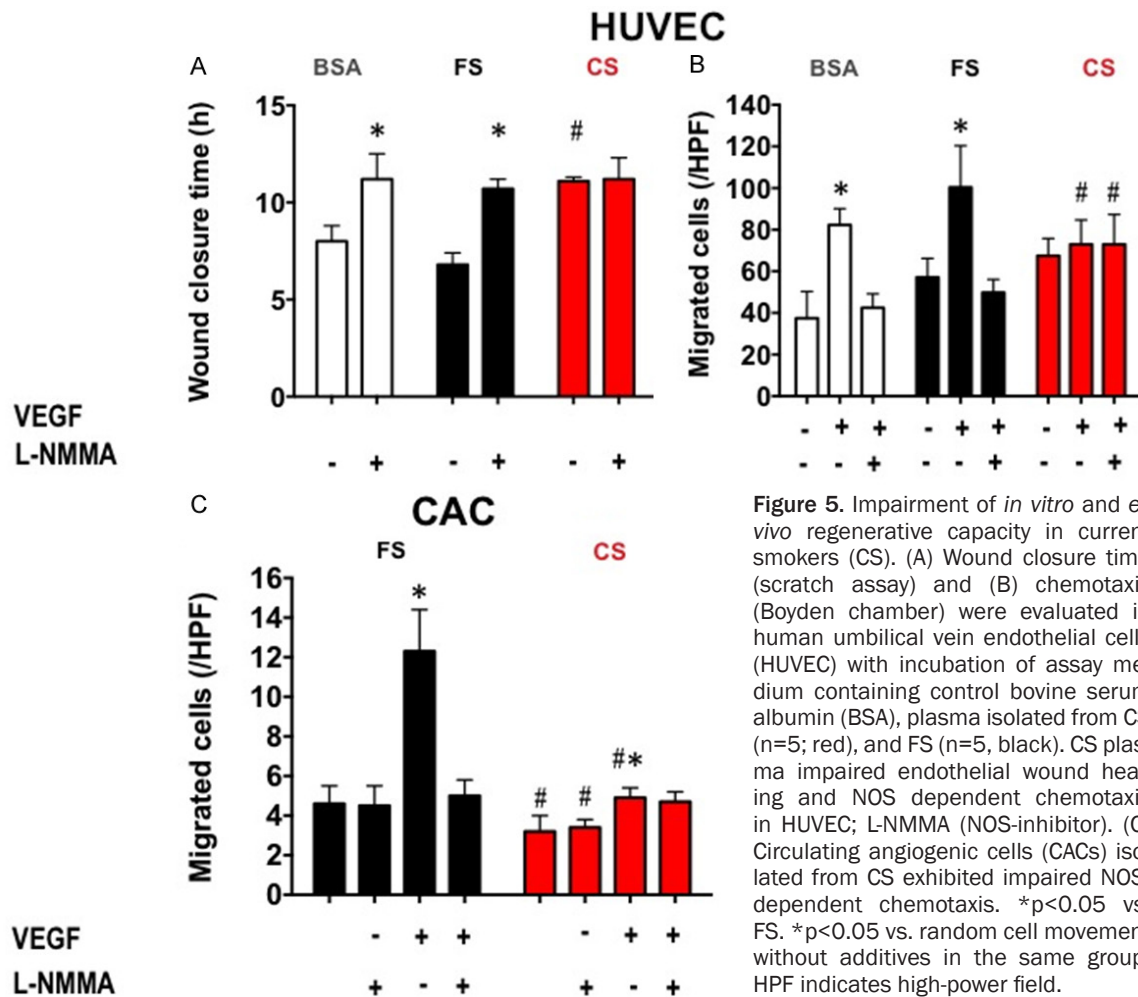 HUVEC
A
BSA
FS
CS
Wound closure time (h)
15
10
5
0
*
*
#
B
BSA
FS
CS
Migrated cells (/HPF)
140
120
100
80
60
40
20
0
*
*
# #
VEGF
- + + - + + - + +
L-NMMA
- + - + - +
- - + - - + - - +
C
CAC
FS
CS
Migrated cells (/HPF)
16
14
12
10
8
6
4
2
0
*
# # #*
VEGF
- + + - + +
L-NMMA
+ - + + - +
Figure 5. Impairment of in vitro and e
vivo regenerative capacity in curren
smokers (CS). (A) Wound closure tim
(scratch assay) and (B) chemotaxi
(Boyden chamber) were evaluated i
human umbilical vein endothelial cell
(HUVEC) with incubation of assay me
dium containing control bovine serun
albumin (BSA), plasma isolated from C
(n=5; red), and FS (n=5, black). CS plas
ma impaired endothelial wound hea
ing and NOS dependent chemotaxi
in HUVEC; L-NMMA (NOS-inhibitor). (C
Circulating angiogenic cells (CACs) iso
lated from CS exhibited impaired NOS
dependent chemotaxis. *p<0.05 vs
FS. *p<0.05 vs. random cell movemen
without additives in the same group
HPF indicates high-power field.